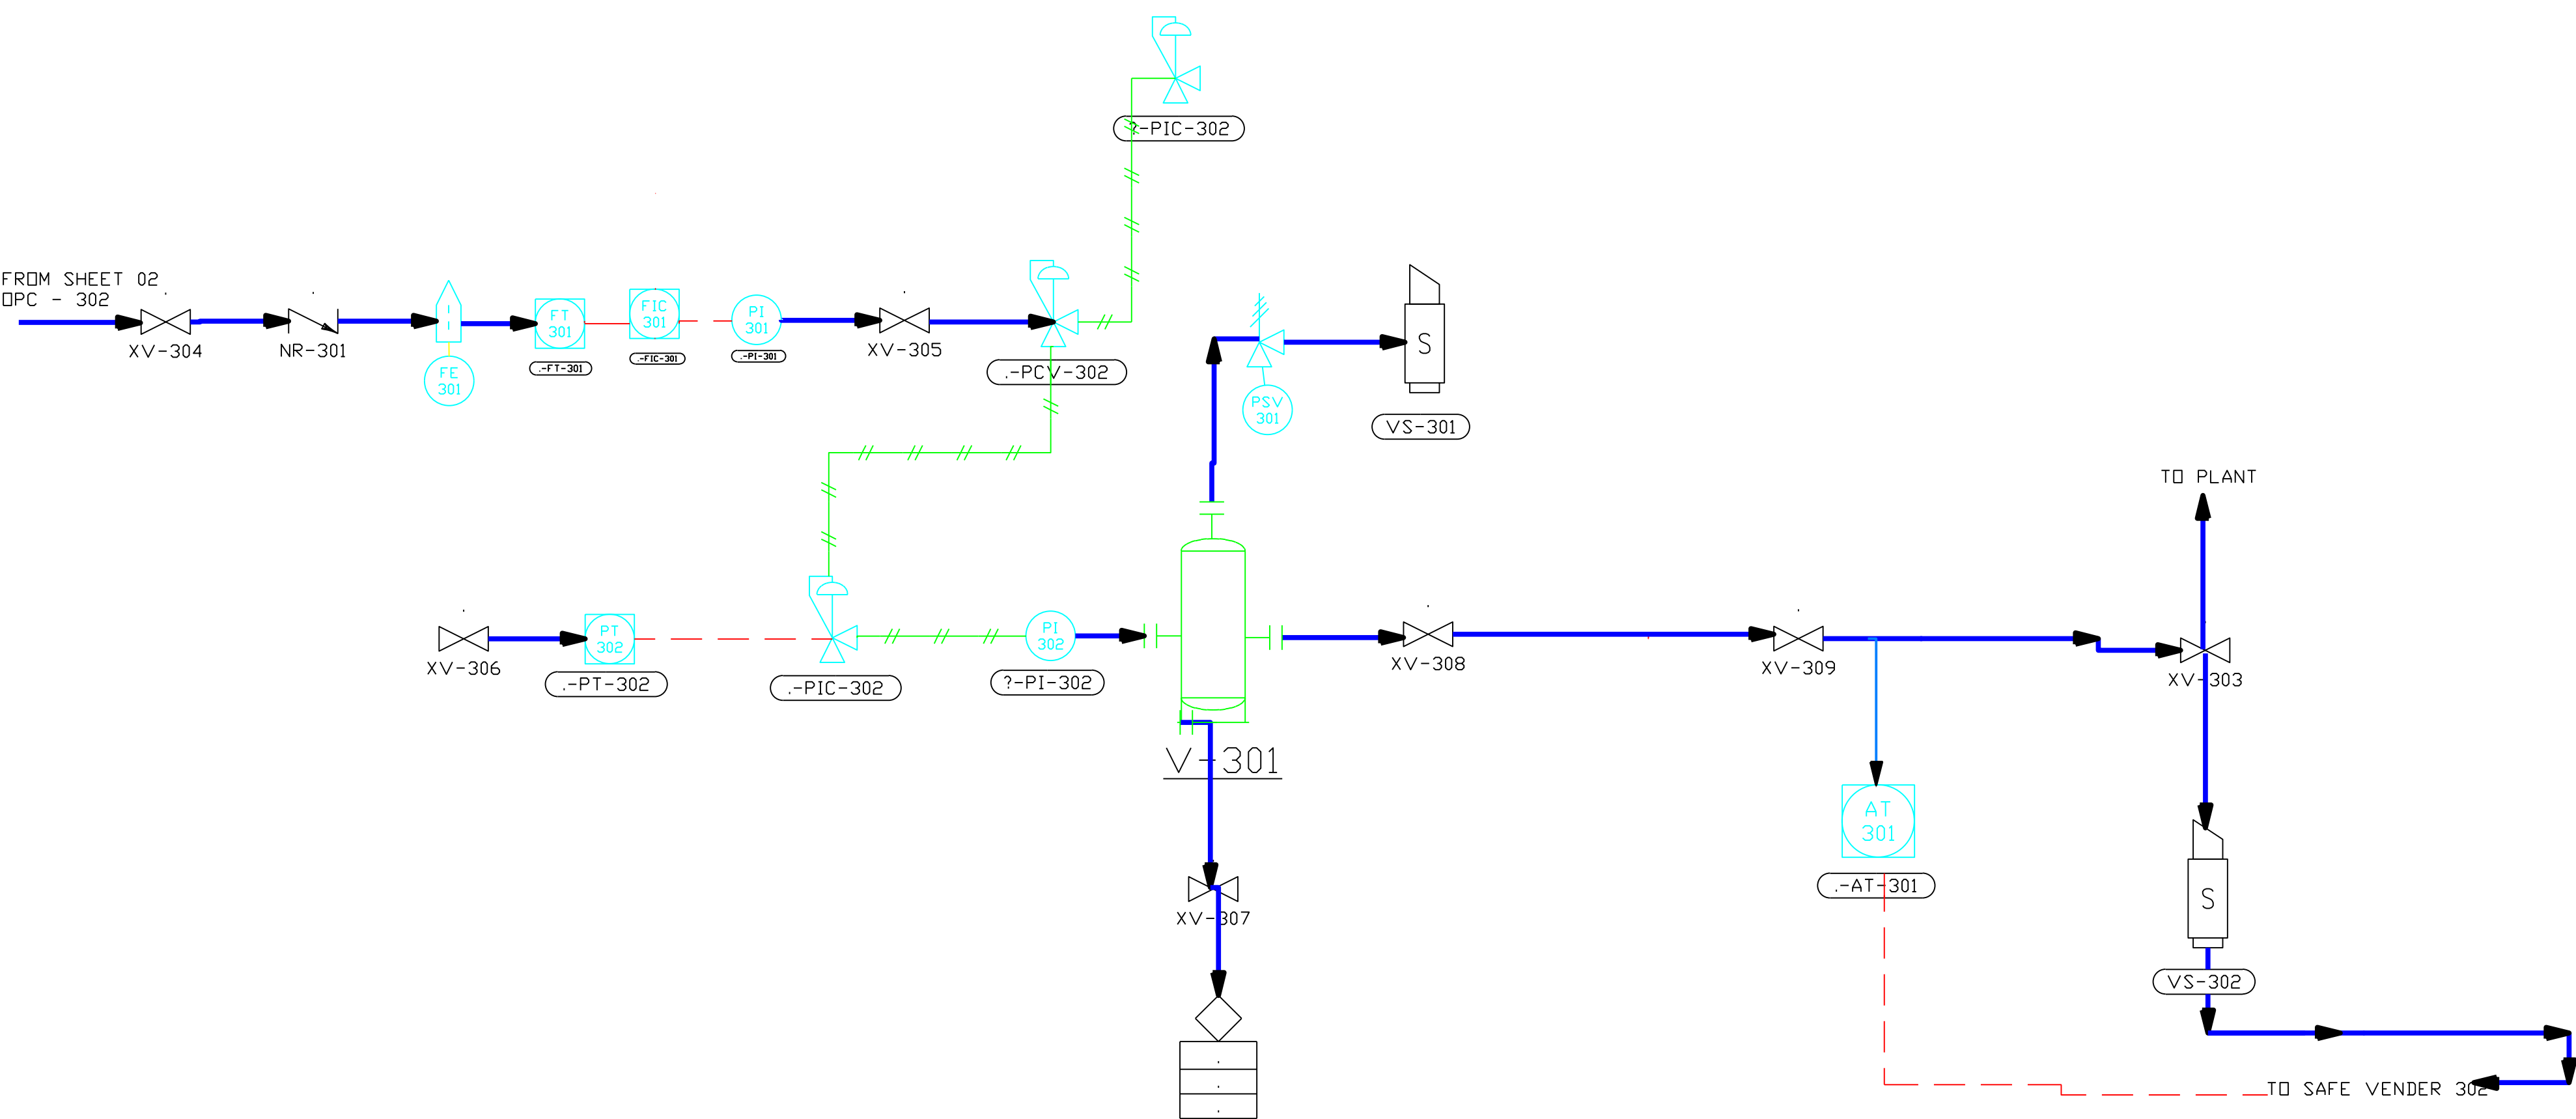 ?-PIC-302
FROM SHEET 02
OPC - 302
XV-304
NR-301
FE
301
FT
301
.-FT-301
FIC
301
.-FIC-301
PI
301
.-PI-301
XV-305
.-PCV-302
PSV
301
S
VS-301
TO PLANT
XV-306
PT
302
.-PT-302
.-PIC-302
PI
302
?-PI-302
V-301
XV-308
XV-309
XV-303
AT
301
.-AT-301
XV-307
S
VS-302
.
.
.
TO SAFE VENDER 302